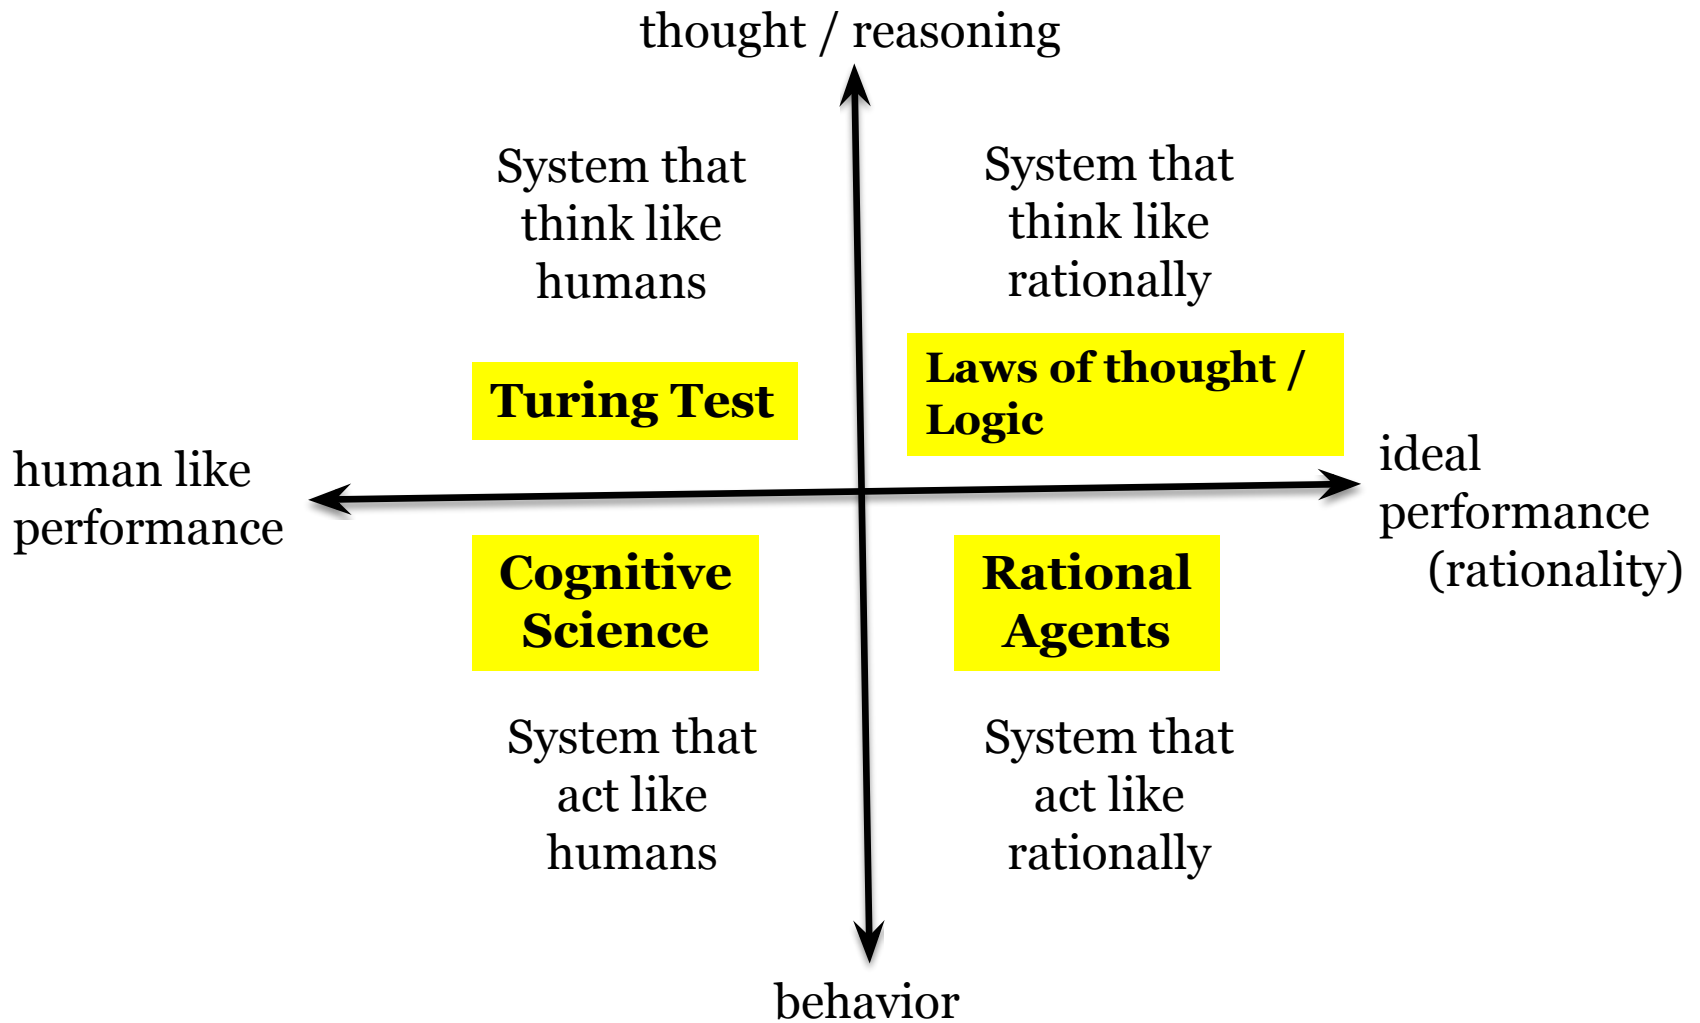 thought / reasoning
System that
think like
humans
System that
think like
rationally
Turing Test
Laws of thought /
Logic
human like
performance
ideal
performance
(rationality)
Cognitive
Science
Rational
Agents
System that
act like
humans
System that
act like
rationally
behavior